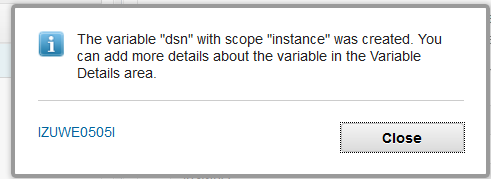 The variable "dsn" with scope "instance" was created. You
can add more details about the variable in the Variable
Details area.
IZUWE0505I
Close